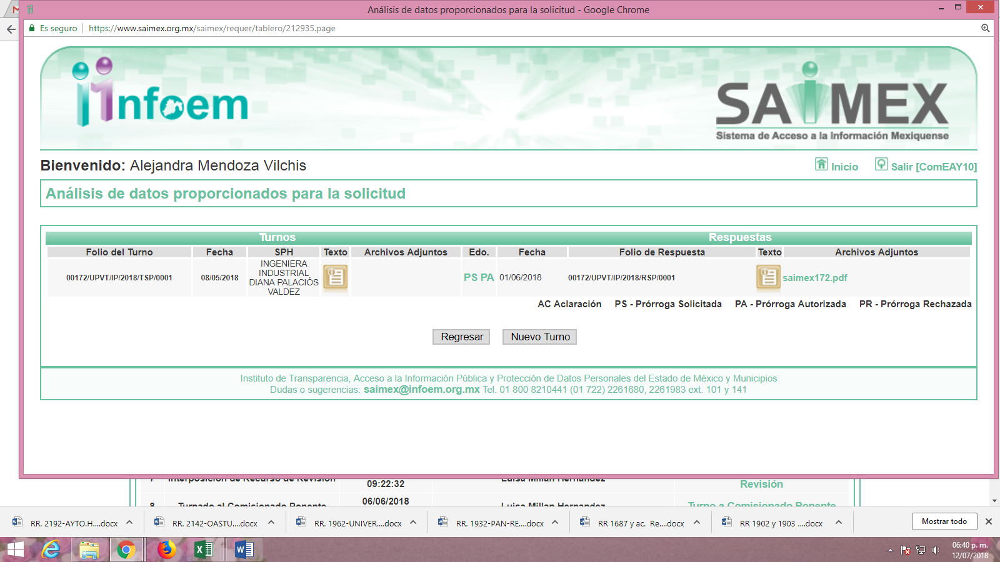 Análisis de datos proporcionados para la solicitud - Google Chrome
Es seguro https://www.saimex.org.mx/saimex/requer/tablero/212935.page
infoem
SAIMEX
Sistema de Acceso a la Información Mexiquense
Bienvenido: Alejandra Mendoza Vilchis
Inicio Salir [ComEAY10]
Análisis de datos proporcionados para la solicitud
Turnos Respuestas
Folio del Turno Fecha SPH Texto Archivos Adjuntos Edo. Fecha Folio de Respuesta Texto Archivos Adjuntos
00172/UPVT/IP/2018/TSP/0001 08/05/2018 INGENIERA INDUSTRIAL DIANA PALACIÓS VALDEZ PS PA 01/06/2018 00172/UPVT/IP/2018/RSP/0001 saimex172.pdf
AC Aclaración PS - Prórroga Solicitada PA - Prórroga Autorizada PR - Prórroga Rechazada
Regresar Nuevo Turno
Instituto de Transparencia, Acceso a la Información Pública y Protección de Datos Personales del Estado de México y Municipios
Dudas o sugerencias: saimex@infoem.org.mx Tel. 01 800 8210441 (01 722) 2261680, 2261983 ext. 101 y 141
7 Interposición de Recurso de Revisión 09:22:32 Luisa Millan Hernandez Revisión
8 Turnado al Comisionado Ponente 06/06/2018 Luisa Millan Hernandez Turno a Comisionado Ponente
RR. 2192-AYTO.H....docx RR. 2142-OASTU....docx RR. 1962-UNIVER....docx RR. 1932-PAN-RE....docx RR 1687 y ac. Re....docx RR 1902 y 1903 ....docx Mostrar todo
06:40 p. m.
12/07/2018